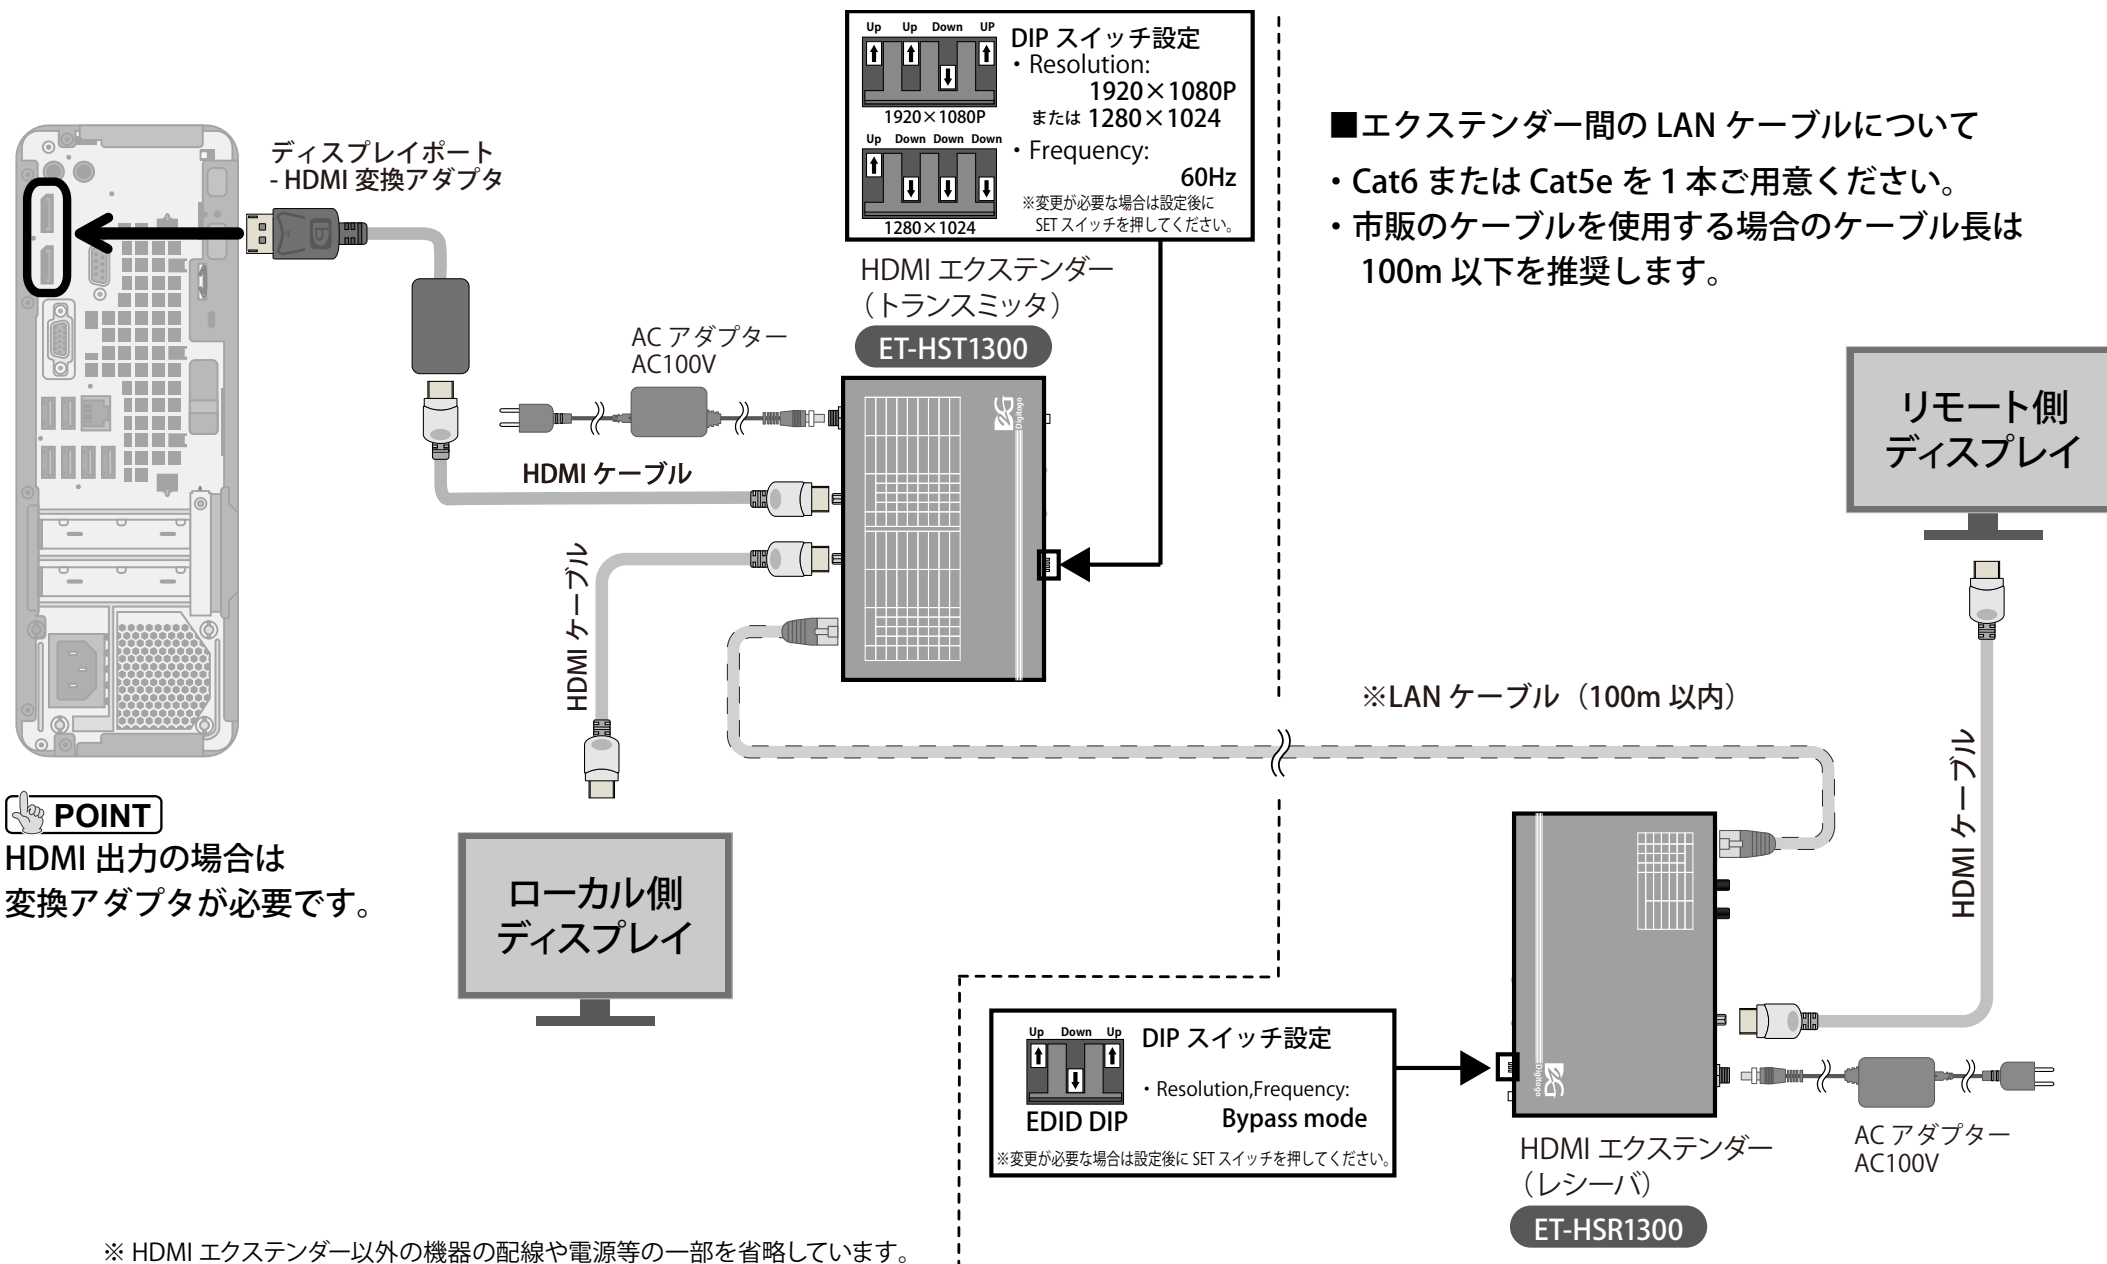 Up Up Down UP
1920×1080P
Up Down Down Down
1280×1024
DIP スイッチ設定
・Resolution:
1920×1080P
または 1280×1024
・Frequency:
60Hz
※変更が必要な場合は設定後に
SET スイッチを押してください。
■エクステンダー間の LAN ケーブルについて
・Cat6 または Cat5e を 1 本ご用意ください。
・市販のケーブルを使用する場合のケーブル長は
100m 以下を推奨します。
ディスプレイポート
- HDMI 変換アダプタ
HDMI エクステンダー
（トランスミッタ）
ET-HST1300
AC アダプター
AC100V
Digitogo
HDMI ケーブル
HDMI ケーブル
リモート側
ディスプレイ
※LAN ケーブル（100m 以内）
HDMI ケーブル
POINT
HDMI 出力の場合は
変換アダプタが必要です。
ローカル側
ディスプレイ
Up Down Up
EDID DIP
DIP スイッチ設定
・Resolution,Frequency:
Bypass mode
※変更が必要な場合は設定後に SET スイッチを押してください。
Digitogo
HDMI エクステンダー
（レシーバ）
ET-HSR1300
AC アダプター
AC100V
※ HDMI エクステンダー以外の機器の配線や電源等の一部を省略しています。